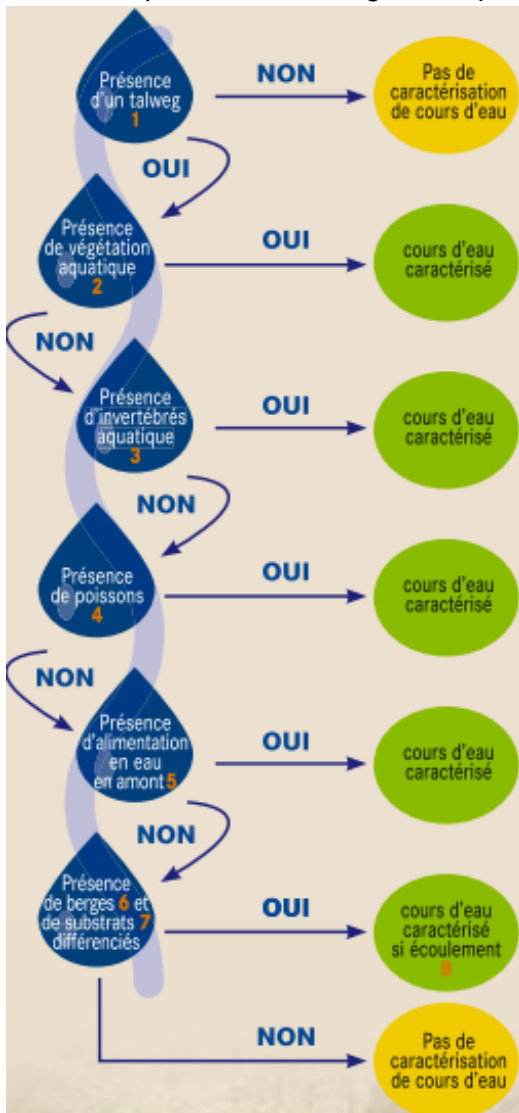 Présence
d'un talweg
1
NON
Pas de
caractérisation
de cours d'eau
OUI
Présence
de végétation
aquatique
2
OUI
cours d'eau
caractérisé
NON
Présence
d'invertébrés
aquatique
3
OUI
cours d'eau
caractérisé
NON
Présence
de poissons
4
OUI
cours d'eau
caractérisé
NON
Présence
d'alimentation
en eau
en amont 5
OUI
cours d'eau
caractérisé
NON
Présence
de berges 6 et
de substrats 7
différenciés
OUI
cours d'eau
caractérisé
si écoulement
8
NON
Pas de
caractérisation
de cours d'eau